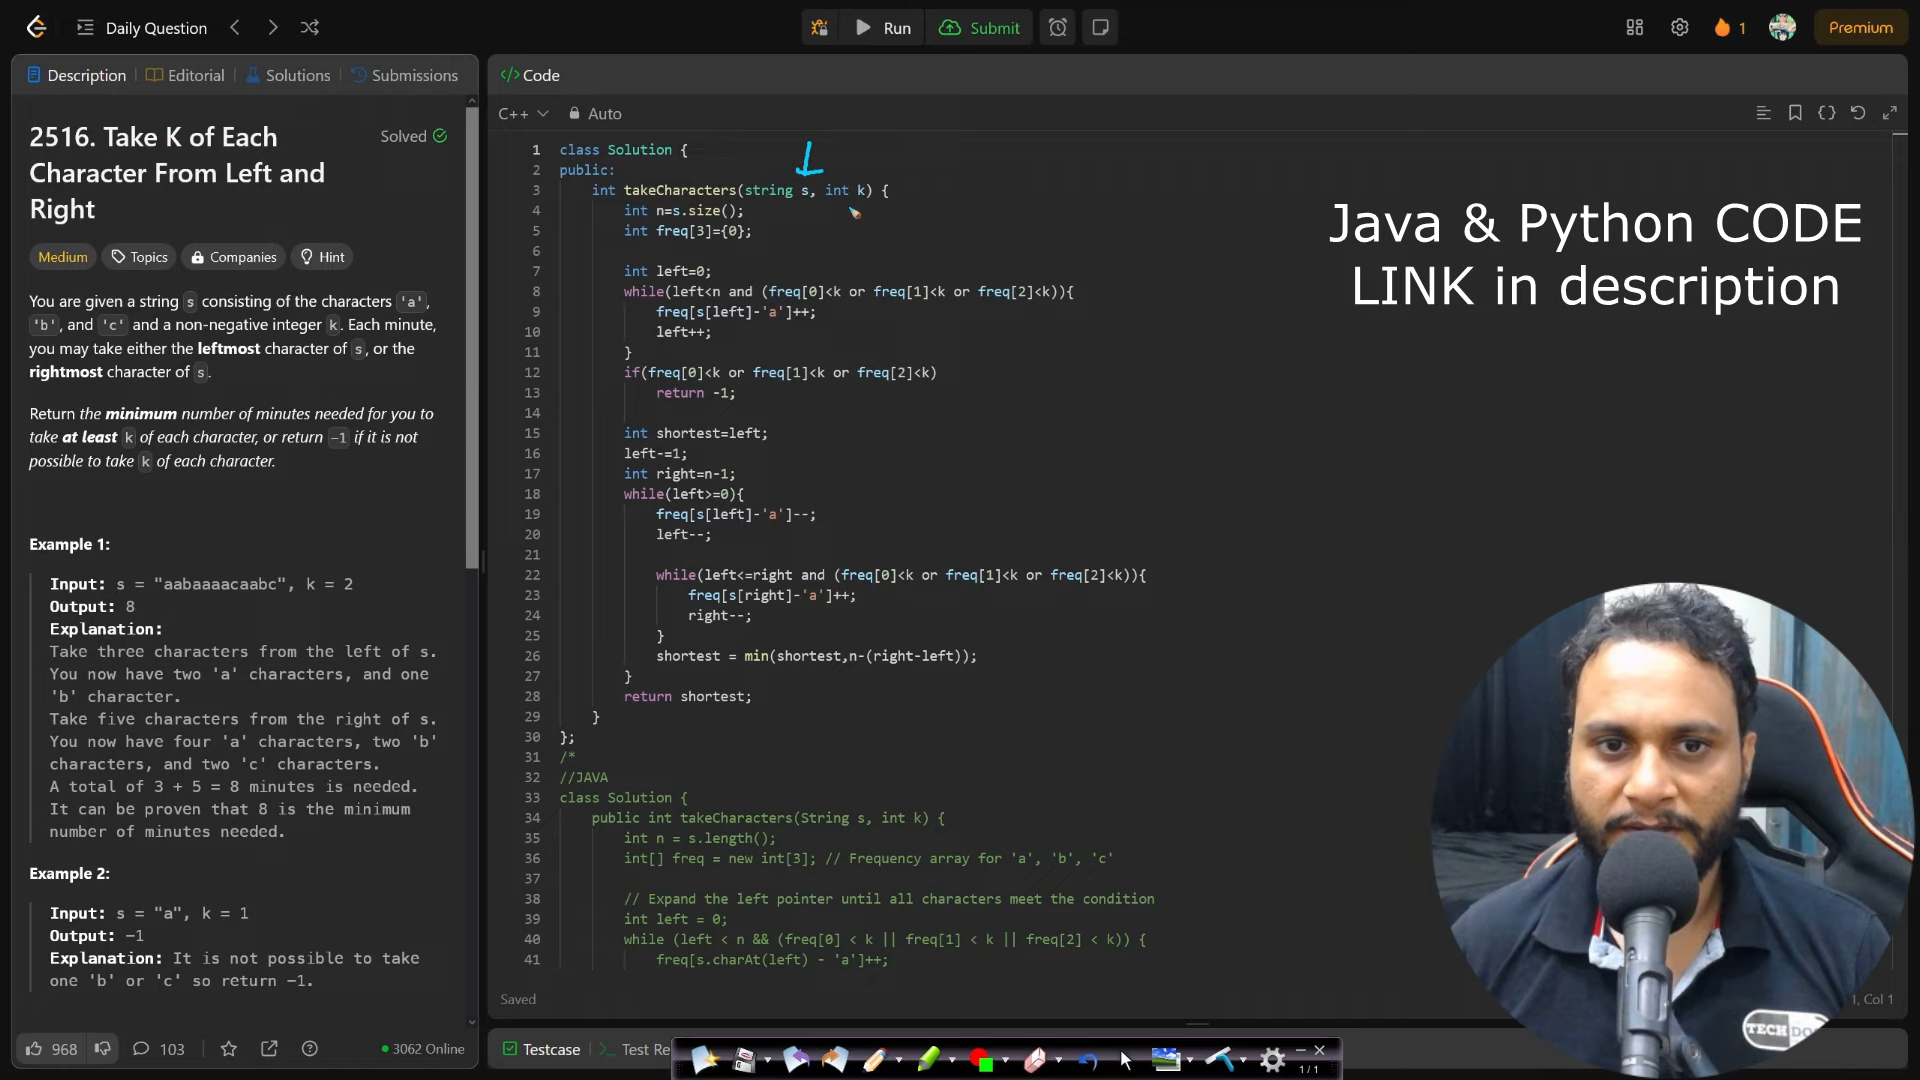 Daily Question
Run
Submit
1
Premium
Description
Editorial
Solutions
Submissions
2516. Take K of Each
Character From Left and
Right
Solved
Medium
Topics
Companies
Hint
You are given a string s consisting of the characters 'a',
'b', and 'c' and a non-negative integer k. Each minute,
you may take either the leftmost character of s, or the
rightmost character of s.
Return the minimum number of minutes needed for you to
take at least k of each character, or return -1 if it is not
possible to take k of each character.
Example 1:
Input: s = "aabaaaacaabc", k = 2
Output: 8
Explanation:
Take three characters from the left of s.
You now have two 'a' characters, and one
'b' character.
Take five characters from the right of s.
You now have four 'a' characters, two 'b'
characters, and two 'c' characters.
A total of 3 + 5 = 8 minutes is needed.
It can be proven that 8 is the minimum
number of minutes needed.
Example 2:
Input: s = "a", k = 1
Output: -1
Explanation: It is not possible to take
one 'b' or 'c' so return -1.
968
103
3062 Online
</> Code
C++
Auto
1 class Solution {
2 public:
3 int takeCharacters(string s, int k) {
4 int n=s.size();
5 int freq[3]={0};
6
7 int left=0;
8 while(left<n and (freq[0]<k or freq[1]<k or freq[2]<k)){
9 freq[s[left]-'a']++;
10 left++;
11 }
12 if(freq[0]<k or freq[1]<k or freq[2]<k)
13 return -1;
14
15 int shortest=left;
16 left-=1;
17 int right=n-1;
18 while(left>=0){
19 freq[s[left]-'a']--;
20 left--;
21
22 while(left<=right and (freq[0]<k or freq[1]<k or freq[2]<k)){
23 freq[s[right]-'a']++;
24 right--;
25 }
26 shortest = min(shortest,n-(right-left));
27 }
28 return shortest;
29 }
30 };
31 /*
32 //JAVA
33 class Solution {
34 public int takeCharacters(String s, int k) {
35 int n = s.length();
36 int[] freq = new int[3]; // Frequency array for 'a', 'b', 'c'
37
38 // Expand the left pointer until all characters meet the condition
39 int left = 0;
40 while (left < n && (freq[0] < k || freq[1] < k || freq[2] < k)) {
41 freq[s.charAt(left) - 'a']++;
Saved
1, Col 1
Testcase
Test Re
1/1
Java & Python CODE
LINK in description
TECH DO